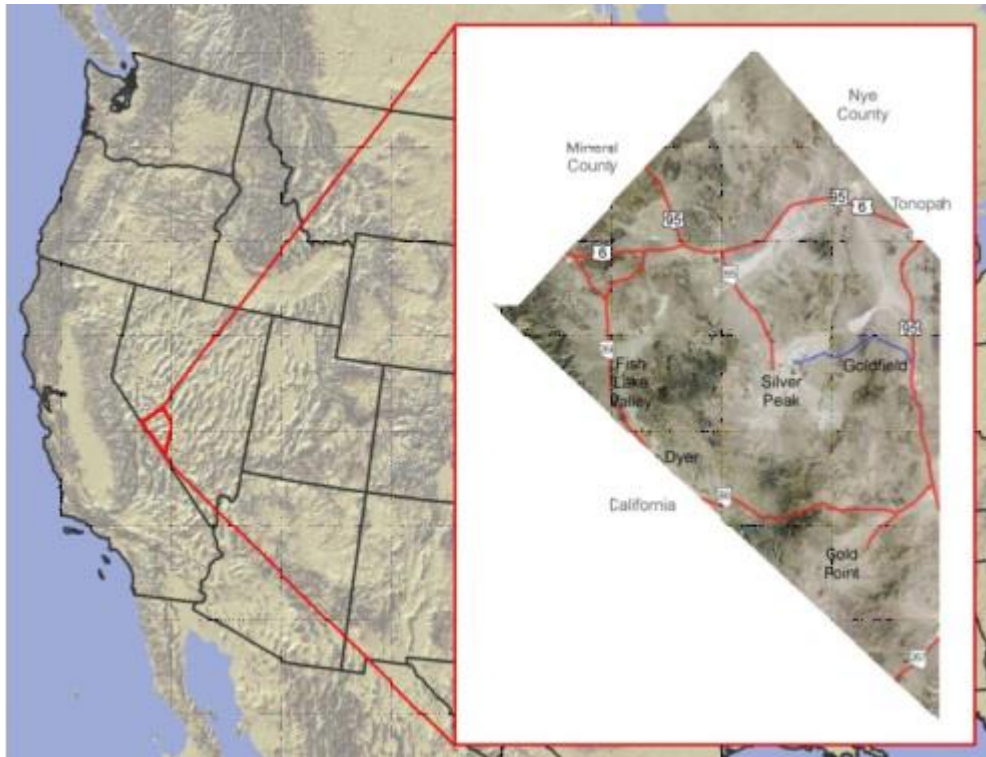 Nye
County
Mineral
County
95
6
Tonopah
95
6
95
Fish
Lake
Valley
Silver
Peak
Goldfield
Dyer
California
Gold
Point